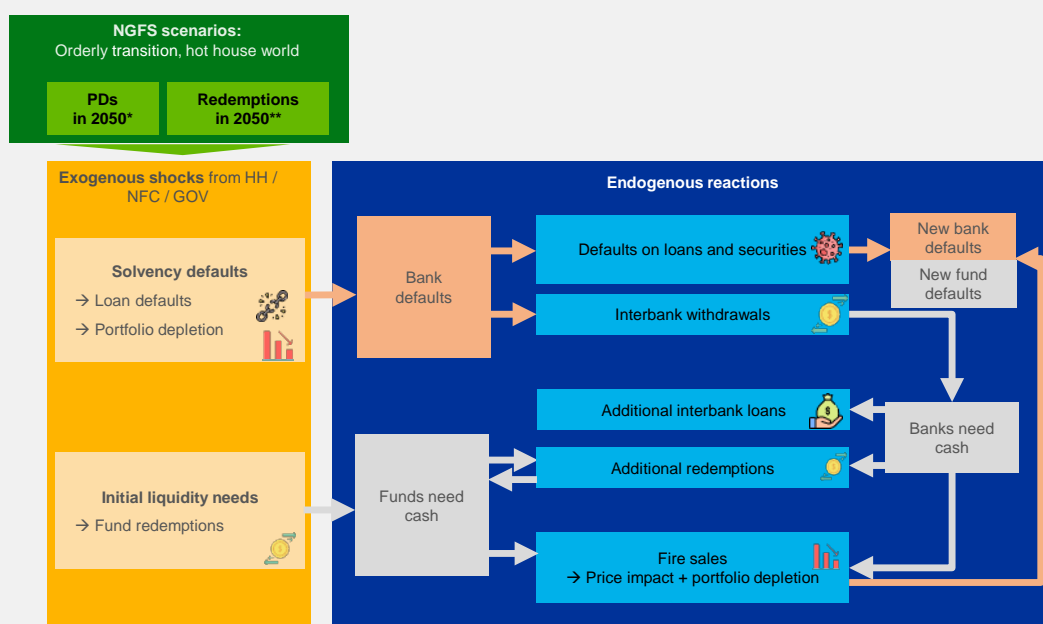 NGFS scenarios:
Orderly transition, hot house world
PDs
in 2050*
Redemptions
in 2050**
Exogenous shocks from HH /
NFC / GOV
Solvency defaults
→ Loan defaults
→ Portfolio depletion
Initial liquidity needs
→ Fund redemptions
Endogenous reactions
Bank
defaults
Defaults on loans and securities
New bank
defaults
New fund
defaults
Interbank withdrawals
Additional interbank loans
Banks need
cash
Funds need
cash
Additional redemptions
Fire sales
→ Price impact + portfolio depletion